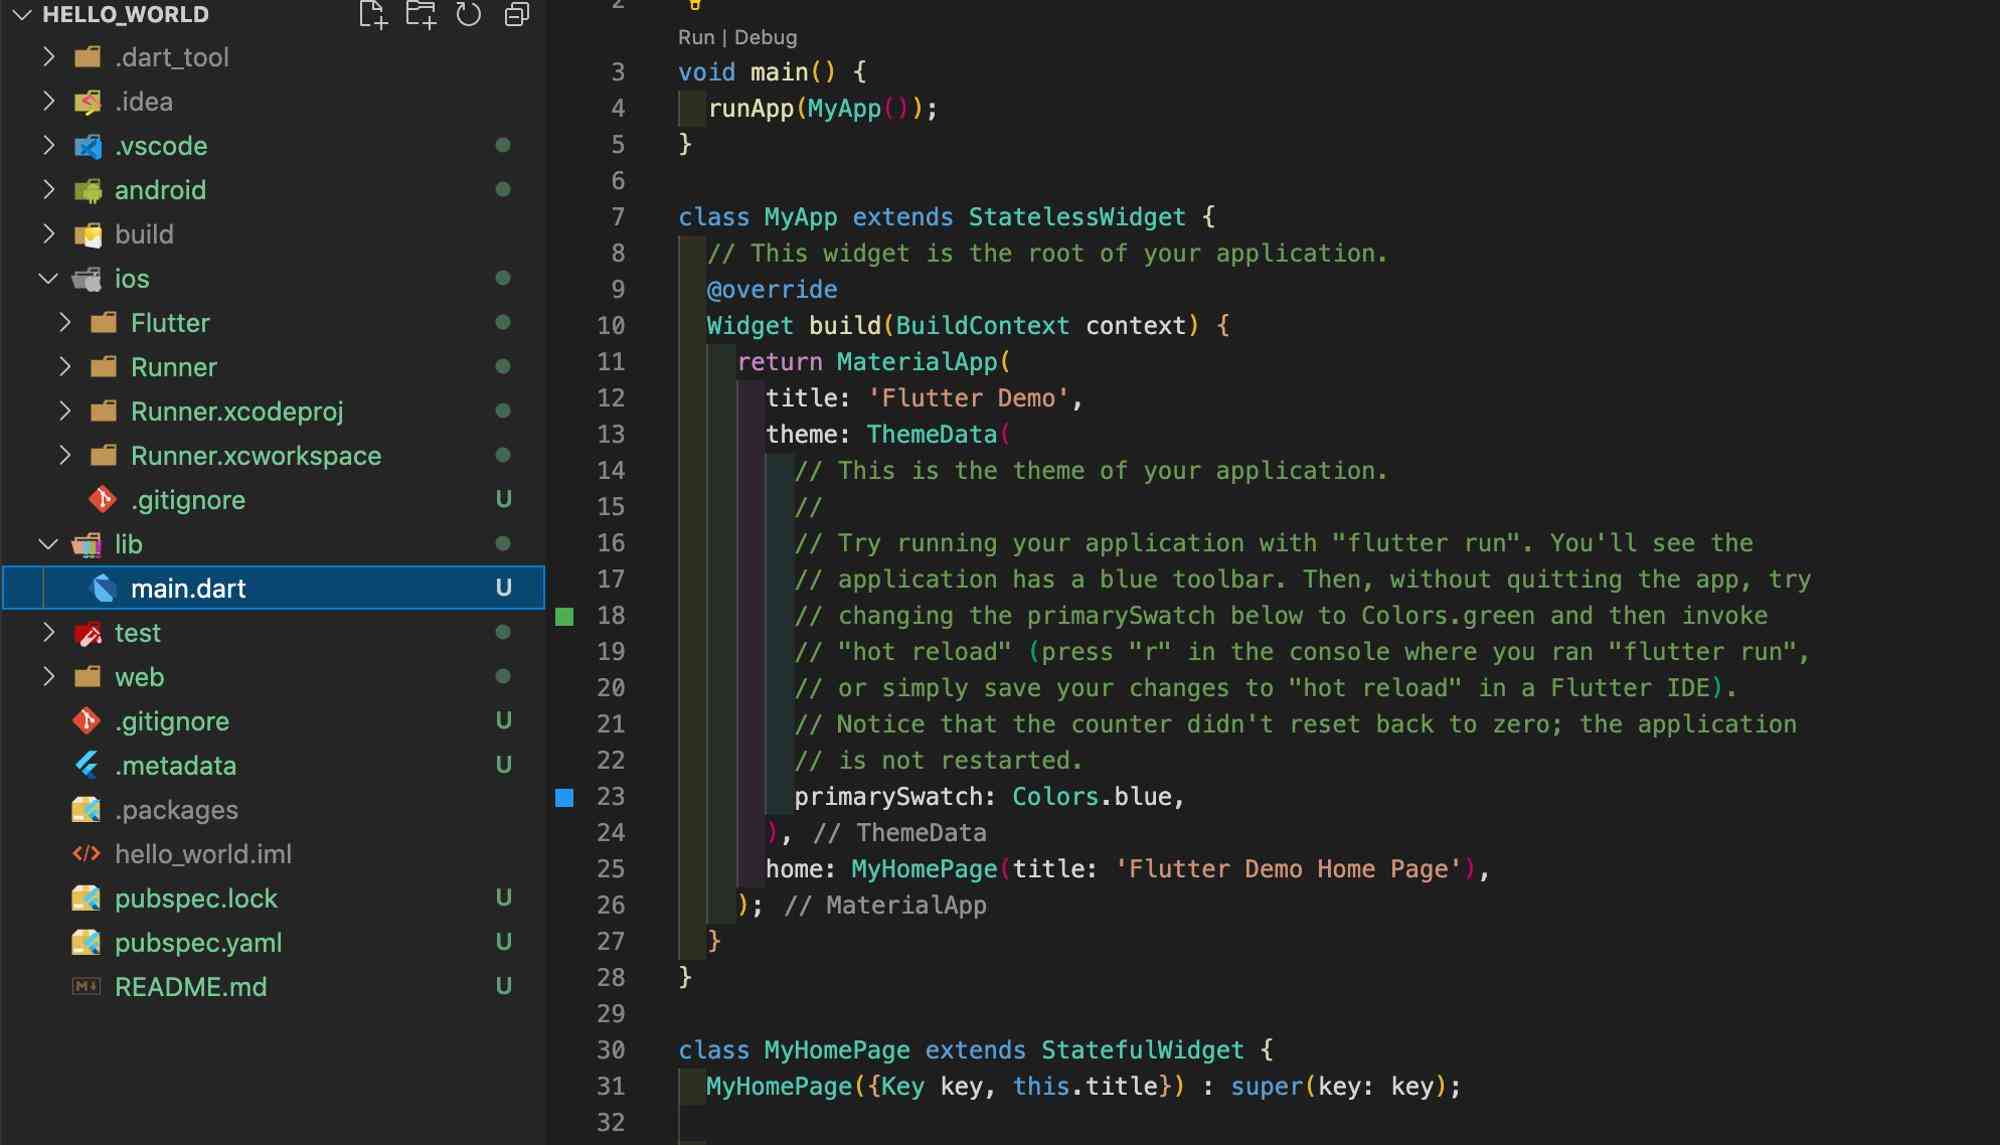 HELLO_WORLD
.dart_tool
.idea
.vscode
android
build
ios
Flutter
Runner
Runner.xcodeproj
Runner.xcworkspace
.gitignore U
lib
main.dart U
test
web
.gitignore U
.metadata U
.packages
hello_world.iml
pubspec.lock U
pubspec.yaml U
README.md U
2
Run | Debug
3 void main() {
4 runApp(MyApp());
5 }
6
7 class MyApp extends StatelessWidget {
8 // This widget is the root of your application.
9 @override
10 Widget build(BuildContext context) {
11 return MaterialApp(
12 title: 'Flutter Demo',
13 theme: ThemeData(
14 // This is the theme of your application.
15 //
16 // Try running your application with "flutter run". You'll see the
17 // application has a blue toolbar. Then, without quitting the app, try
18 // changing the primarySwatch below to Colors.green and then invoke
19 // "hot reload" (press "r" in the console where you ran "flutter run",
20 // or simply save your changes to "hot reload" in a Flutter IDE).
21 // Notice that the counter didn't reset back to zero; the application
22 // is not restarted.
23 primarySwatch: Colors.blue,
24 ), // ThemeData
25 home: MyHomePage(title: 'Flutter Demo Home Page'),
26 ); // MaterialApp
27 }
28 }
29
30 class MyHomePage extends StatefulWidget {
31 MyHomePage({Key key, this.title}) : super(key: key);
32